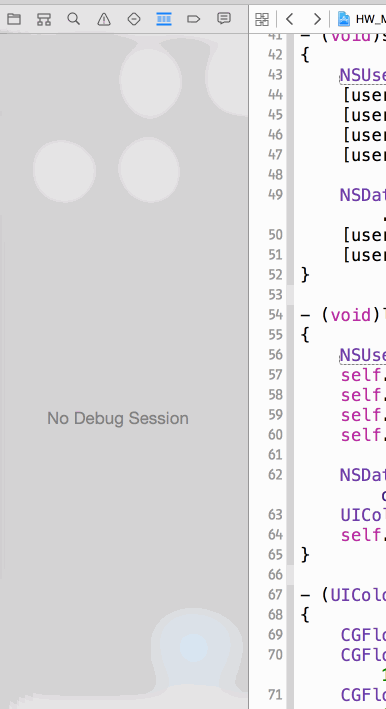 HW_M
41 - (void)s
42 {
43 NSUse
44 [user
45 [user
46 [user
47 [user
48
49 NSDat
.
50 [user
51 [user
52 }
53
54 - (void)l
55 {
56 NSUse
57 self.
58 self.
59 self.
60 self.
61
No Debug Session
62 NSDat
c
63 UICol
64 self.
65 }
66
67 - (UIColo
68 {
69 CGFlo
70 CGFlo
1
71 CGFlo